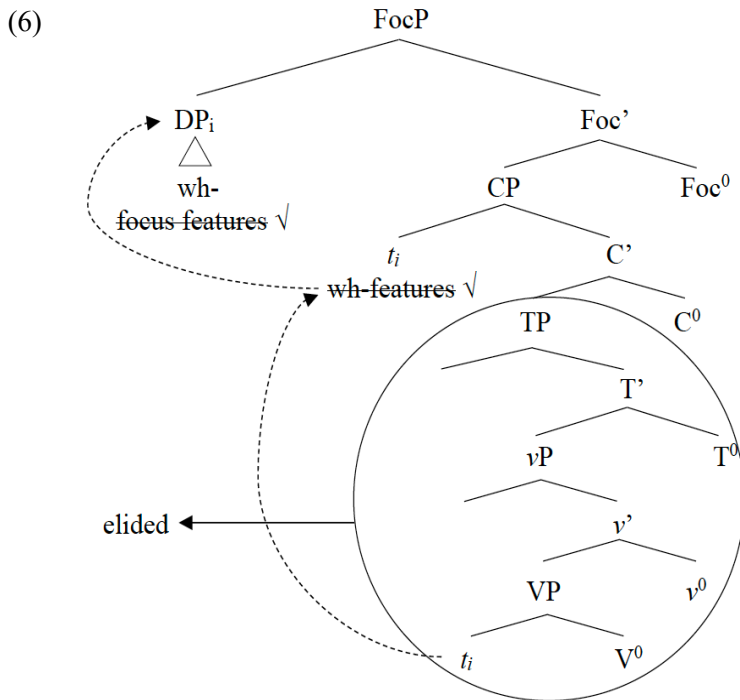 (6)
FocP
DPᵢ Foc’
wh- CP Foc⁰
focus features √
tᵢ C’
wh-features √
TP C⁰
T’
vP T⁰
elided v’
VP v⁰
tᵢ V⁰